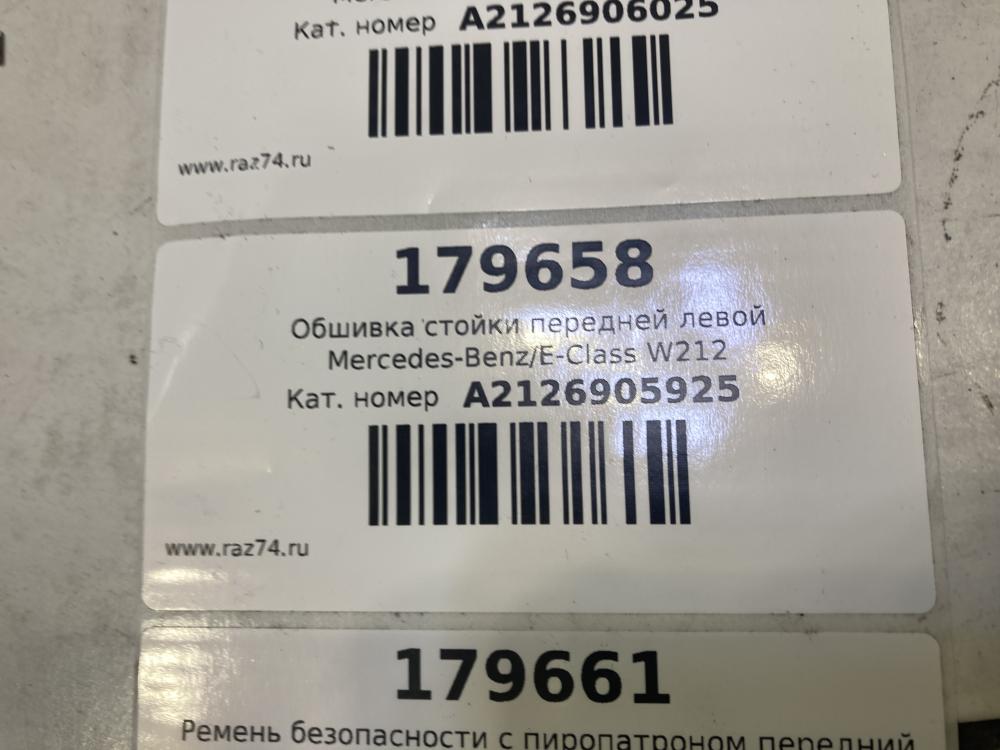 Кат. номер A2126906025
www.raz74.ru
179658
Обшивка стойки передней левой
Mercedes-Benz/E-Class W212
Кат. номер A2126905925
www.raz74.ru
179661
Ремень безопасности с пиропатроном передний